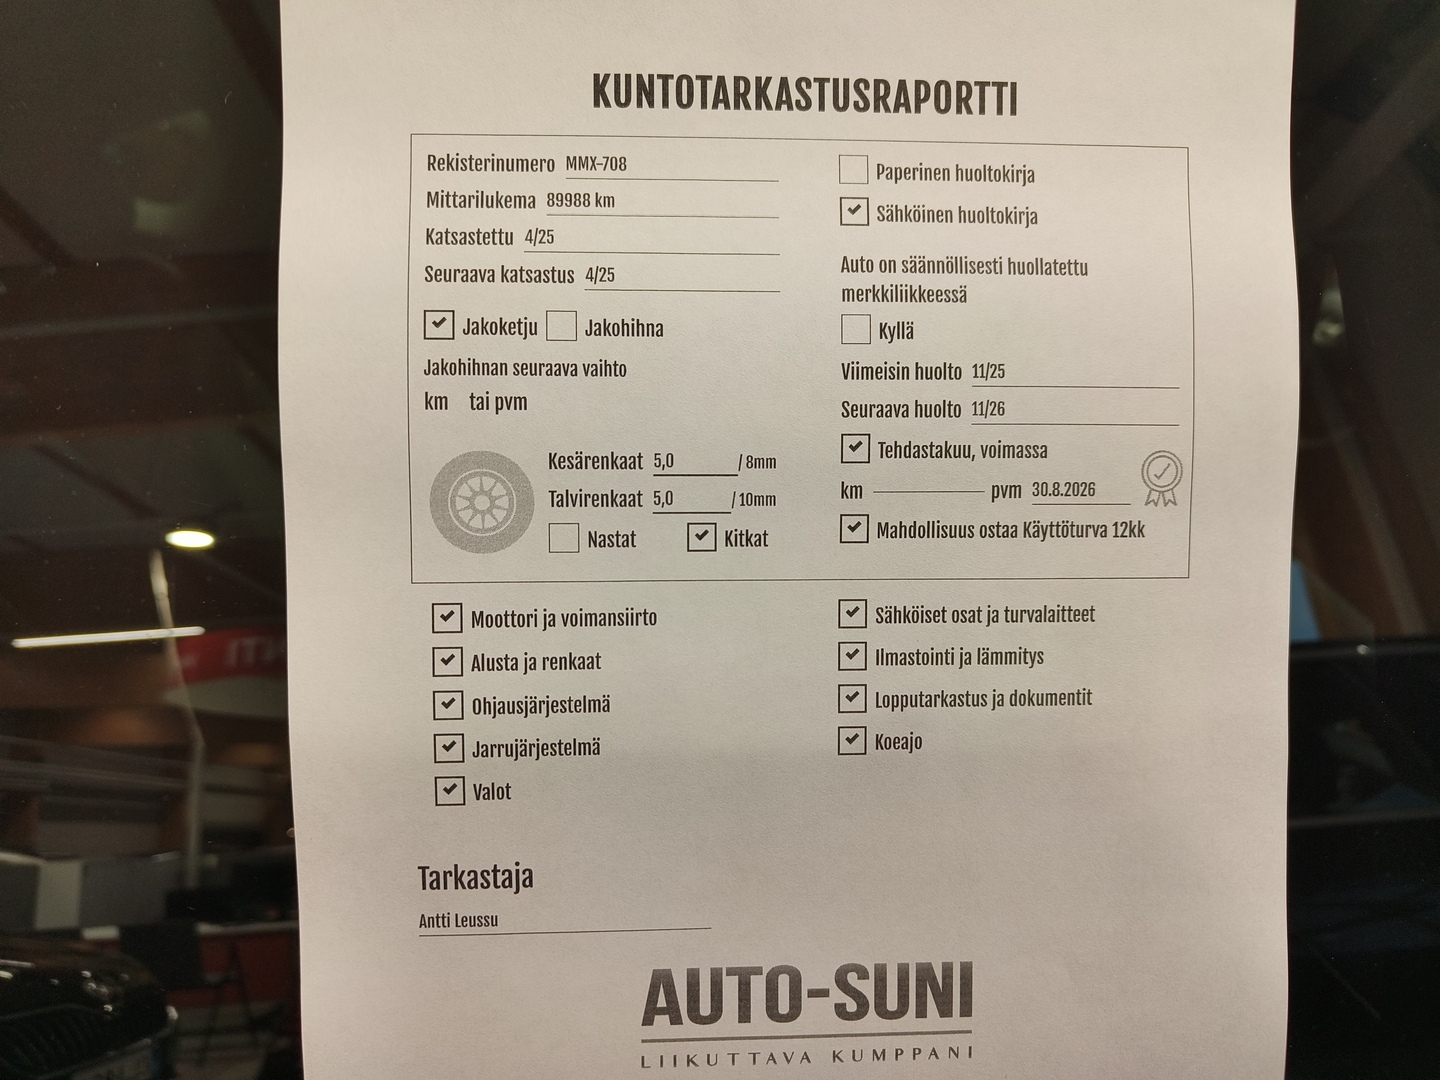 KUNTOTARKASTUSRAPORTTI
Rekisterinumero MMX-708
Mittarilukema 89988 km
Katsastettu 4/25
Seuraava katsastus 4/25
Jakoketju Jakohihna
Jakohihnan seuraava vaihto
km tai pvm
Kesärenkaat 5,0 / 8mm
Talvirenkaat 5,0 / 10mm
Nastat Kitkat
Paperinen huoltokirja
Sähköinen huoltokirja
Auto on säännöllisesti huollatettu
merkkiliikkeessä
Kyllä
Viimeisin huolto 11/25
Seuraava huolto 11/26
Tehdastakuu, voimassa
km pvm 30.8.2026
Mahdollisuus ostaa Käyttöturva 12kk
Moottori ja voimansiirto
Alusta ja renkaat
Ohjausjärjestelmä
Jarrujärjestelmä
Valot
Sähköiset osat ja turvalaitteet
Ilmastointi ja lämmitys
Lopputarkastus ja dokumentit
Koeajo
Tarkastaja
Antti Leussu
AUTO-SUNI
LIIKUTTAVA KUMPPANI